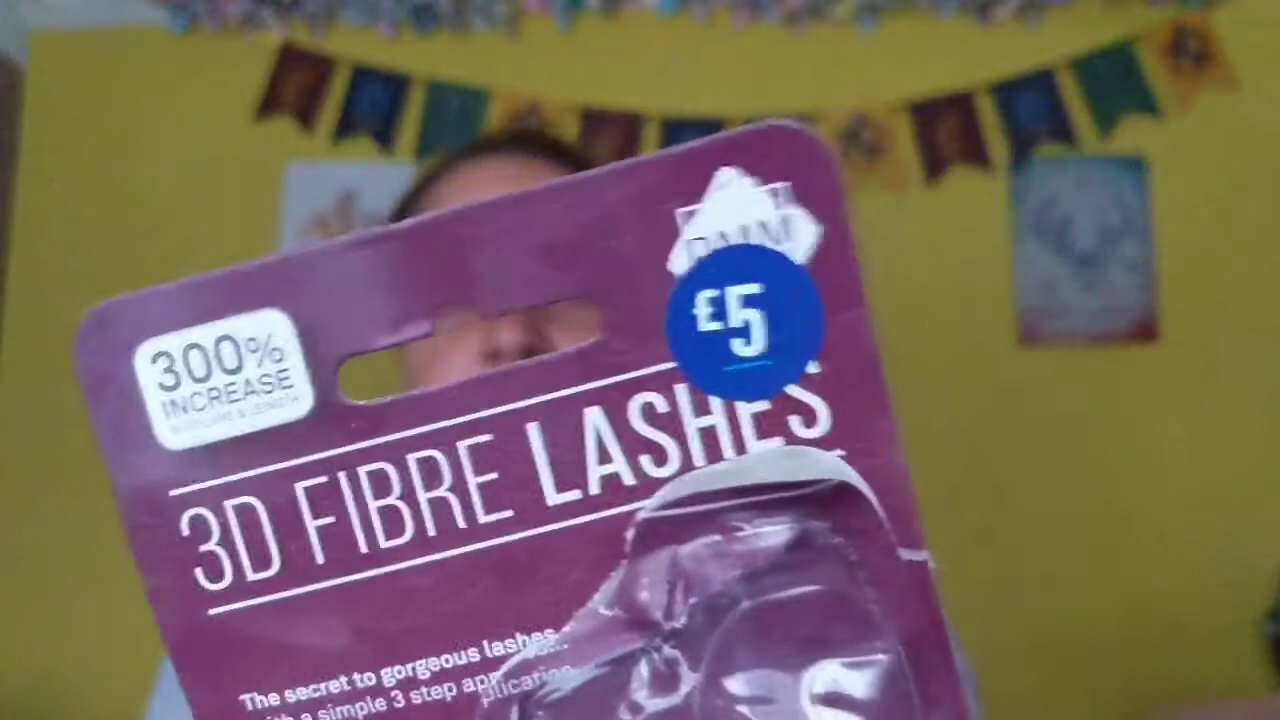 £5
300%
INCREASE
3D FIBRE LASHES
The secret to gorgeous lashes...
with a simple 3 step application